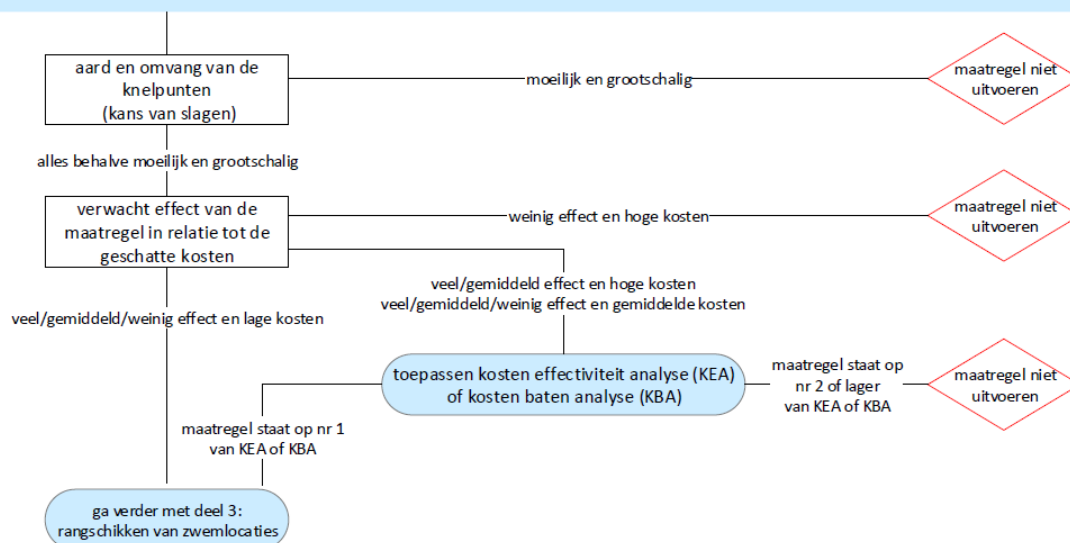 aard en omvang van de
knelpunten
(kans van slagen)
moeilijk en grootschalig
maatregel niet
uitvoeren
alles behalve moeilijk en grootschalig
verwacht effect van de
maatregel in relatie tot de
geschatte kosten
weinig effect en hoge kosten
maatregel niet
uitvoeren
veel/gemiddeld effect en hoge kosten
veel/gemiddeld/weinig effect en gemiddelde kosten
veel/gemiddeld/weinig effect en lage kosten
toepassen kosten effectiviteit analyse (KEA)
of kosten baten analyse (KBA)
maatregel staat op
nr 2 of lager
van KEA of KBA
maatregel niet
uitvoeren
maatregel staat op nr 1
van KEA of KBA
ga verder met deel 3:
rangschikken van zwemlocaties